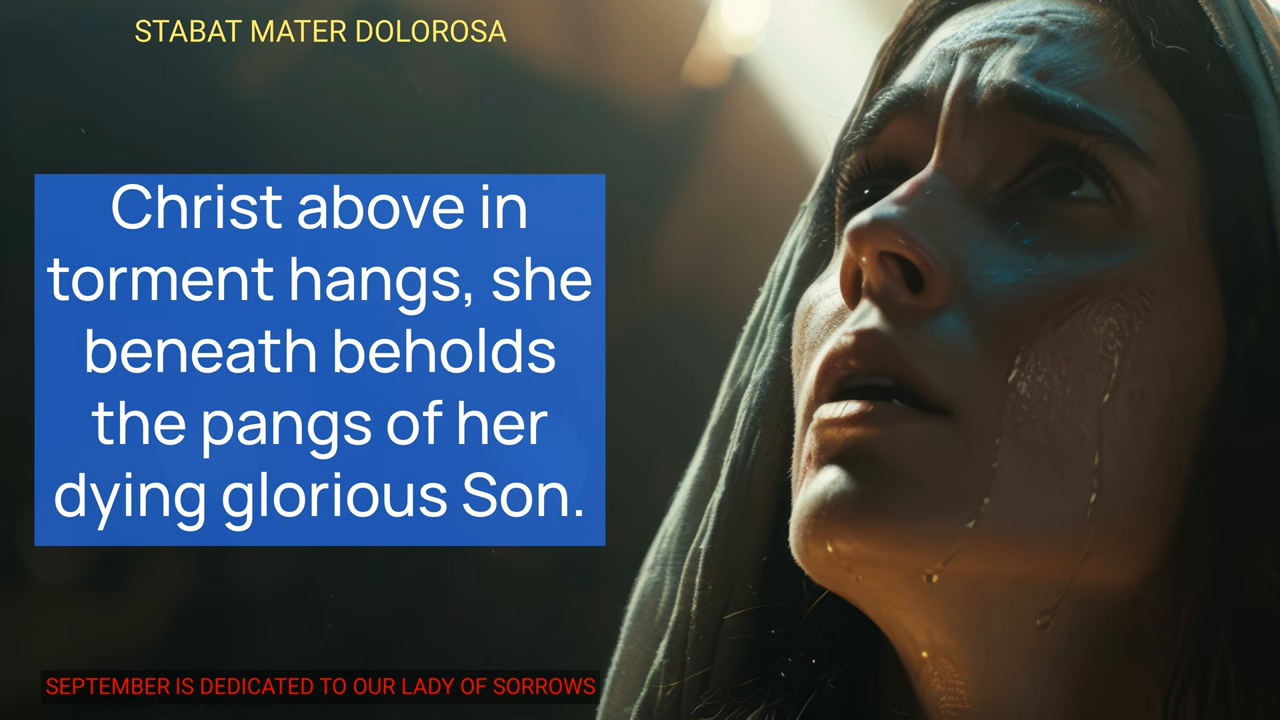 STABAT MATER DOLOROSA
Christ above in
torment hangs, she
beneath beholds
the pangs of her
dying glorious Son.
SEPTEMBER IS DEDICATED TO OUR LADY OF SORROWS